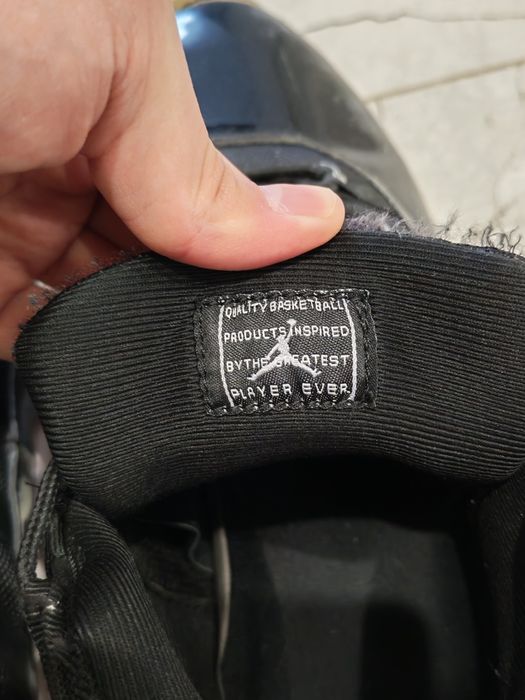 QUALITY BASKETBALL
PRODUCTS INSPIRED
BY THE GREATEST
PLAYER EVER